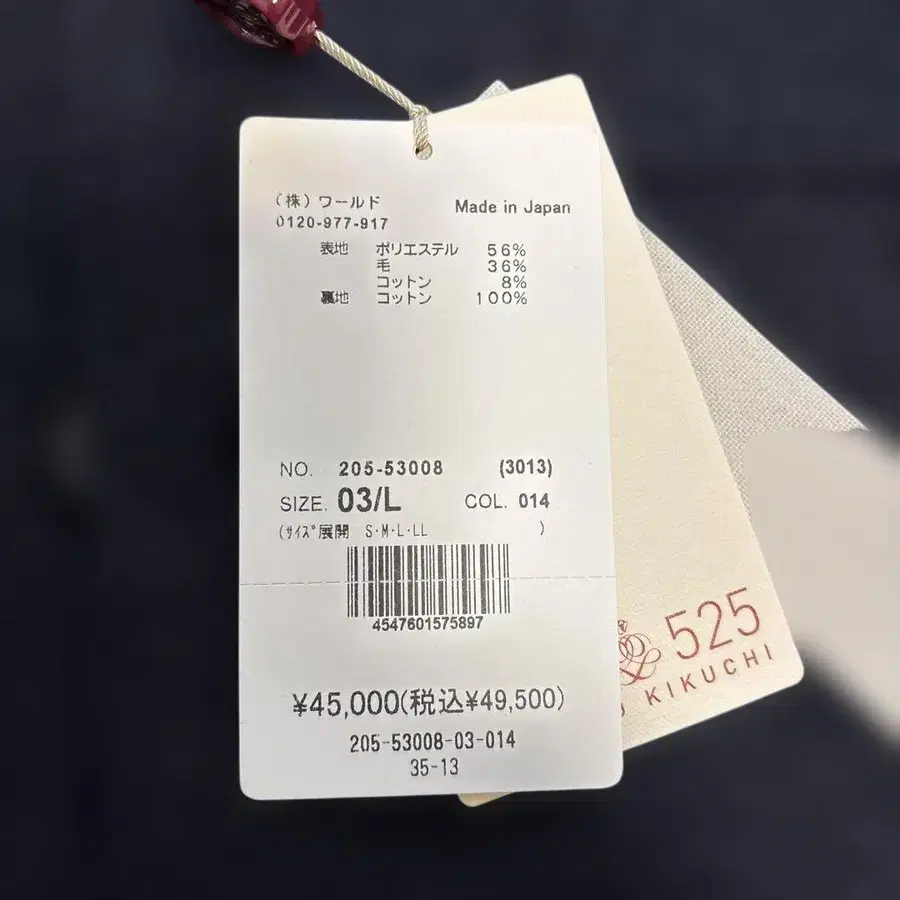 (株)ワールド
Made in Japan
0120-977-917
表地 ポリエステル 56%
毛 36%
コットン 8%
裏地 コットン 100%
NO. 205-53008 (3013)
SIZE. 03/L COL. 014
(ｻｲｽﾞ展開 S･M･L･LL )
4547601575897
¥45,000(税込¥49,500)
205-53008-03-014
35-13
525
KIKUCHI